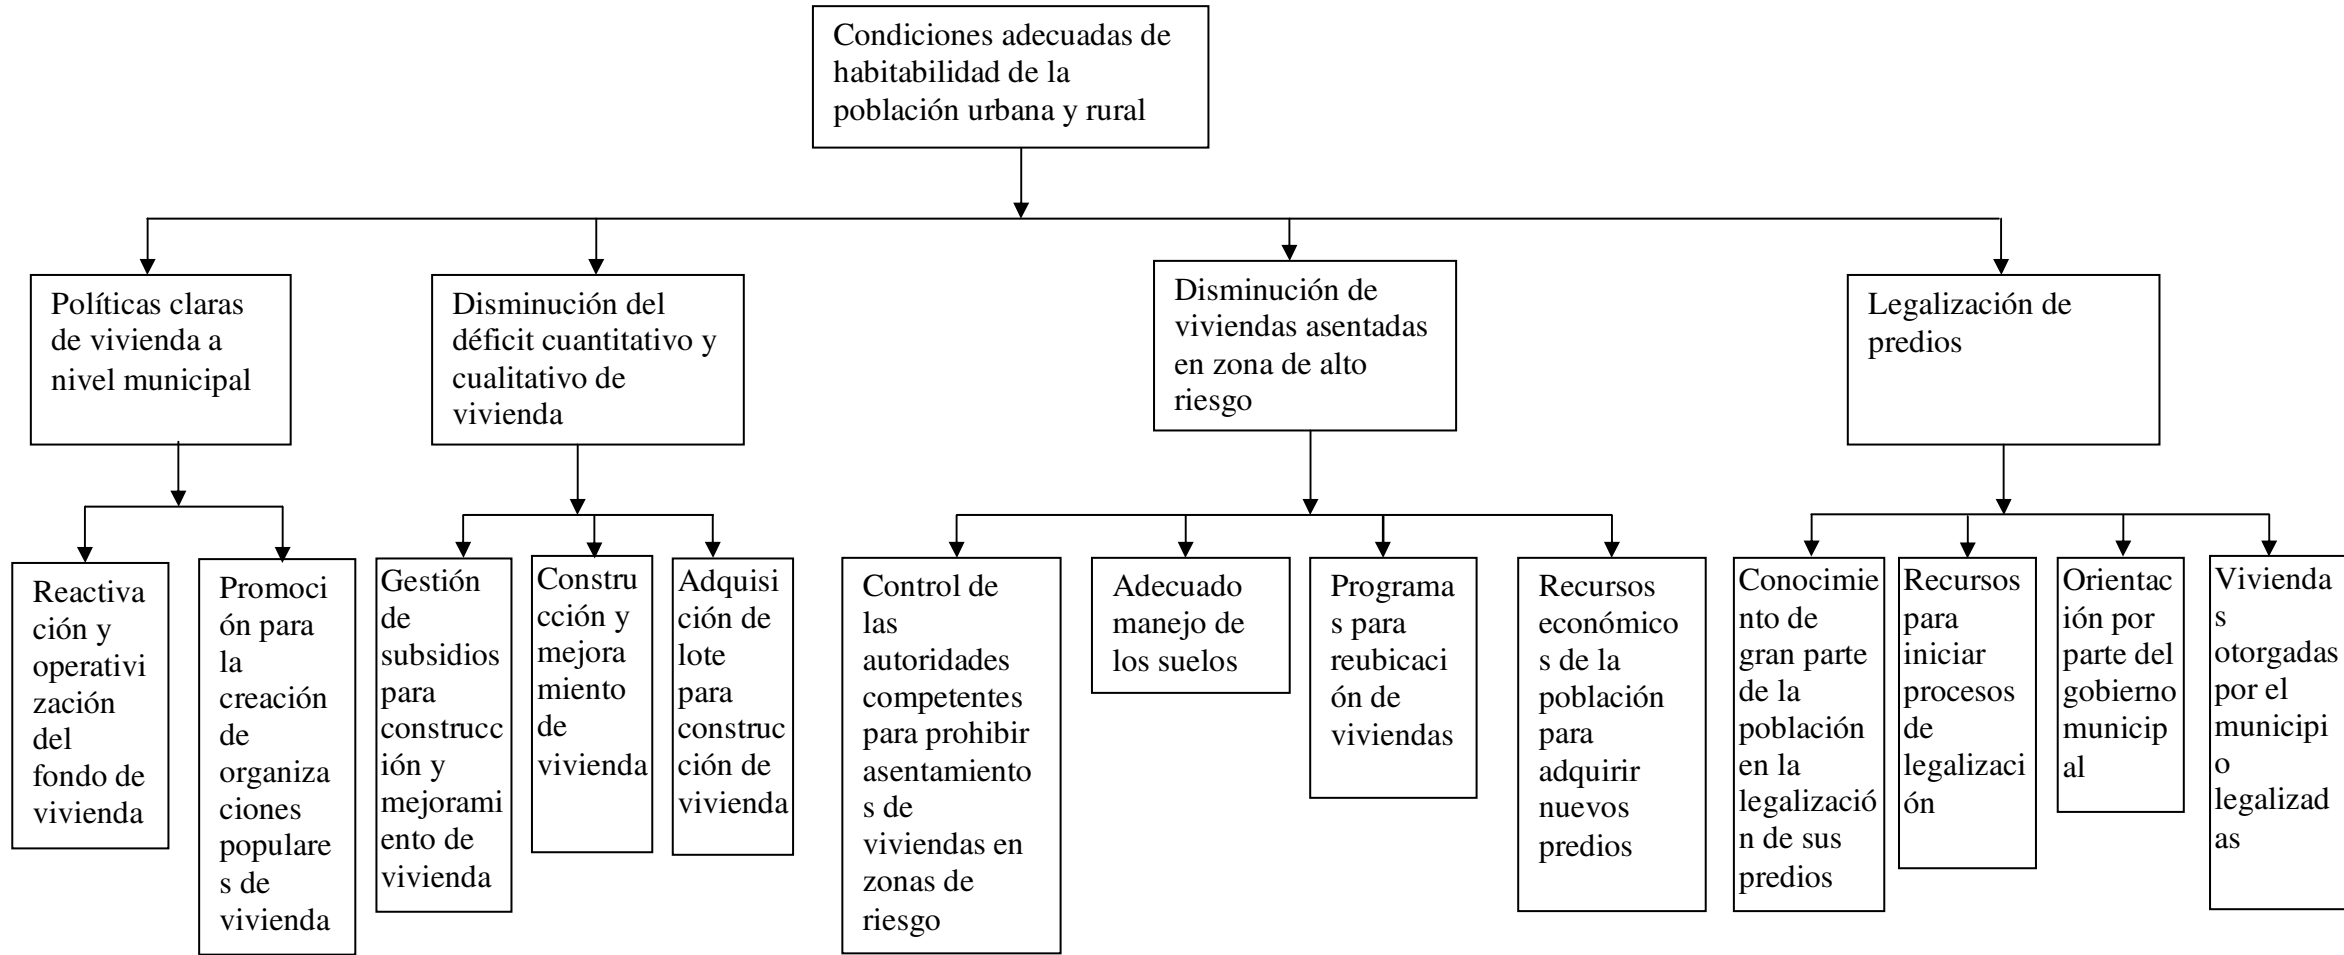 Condiciones adecuadas de
habitabilidad de la
población urbana y rural
Políticas claras
de vivienda a
nivel municipal
Disminución del
déficit cuantitativo y
cualitativo de
vivienda
Disminución de
viviendas asentadas
en zona de alto
riesgo
Legalización de
predios
Reactiva
ción y
operativi
zación
del
fondo de
vivienda
Promoci
ón para
la
creación
de
organiza
ciones
populare
s de
vivienda
Gestión
de
subsidios
para
construcc
ión y
mejorami
ento de
vivienda
Constru
cción y
mejora
miento
de
vivienda
Adquisi
ción de
lote
para
construc
ción de
vivienda
Control de
las
autoridades
competentes
para prohibir
asentamiento
s de
viviendas en
zonas de
riesgo
Adecuado
manejo de
los suelos
Programa
s para
reubicaci
ón de
viviendas
Recursos
económico
s de la
población
para
adquirir
nuevos
predios
Conocimie
nto de
gran parte
de la
población
en la
legalizació
n de sus
predios
Recursos
para
iniciar
procesos
de
legalizaci
ón
Orientac
ión por
parte del
gobierno
municip
al
Vivienda
s
otorgadas
por el
municipi
o
legalizad
as